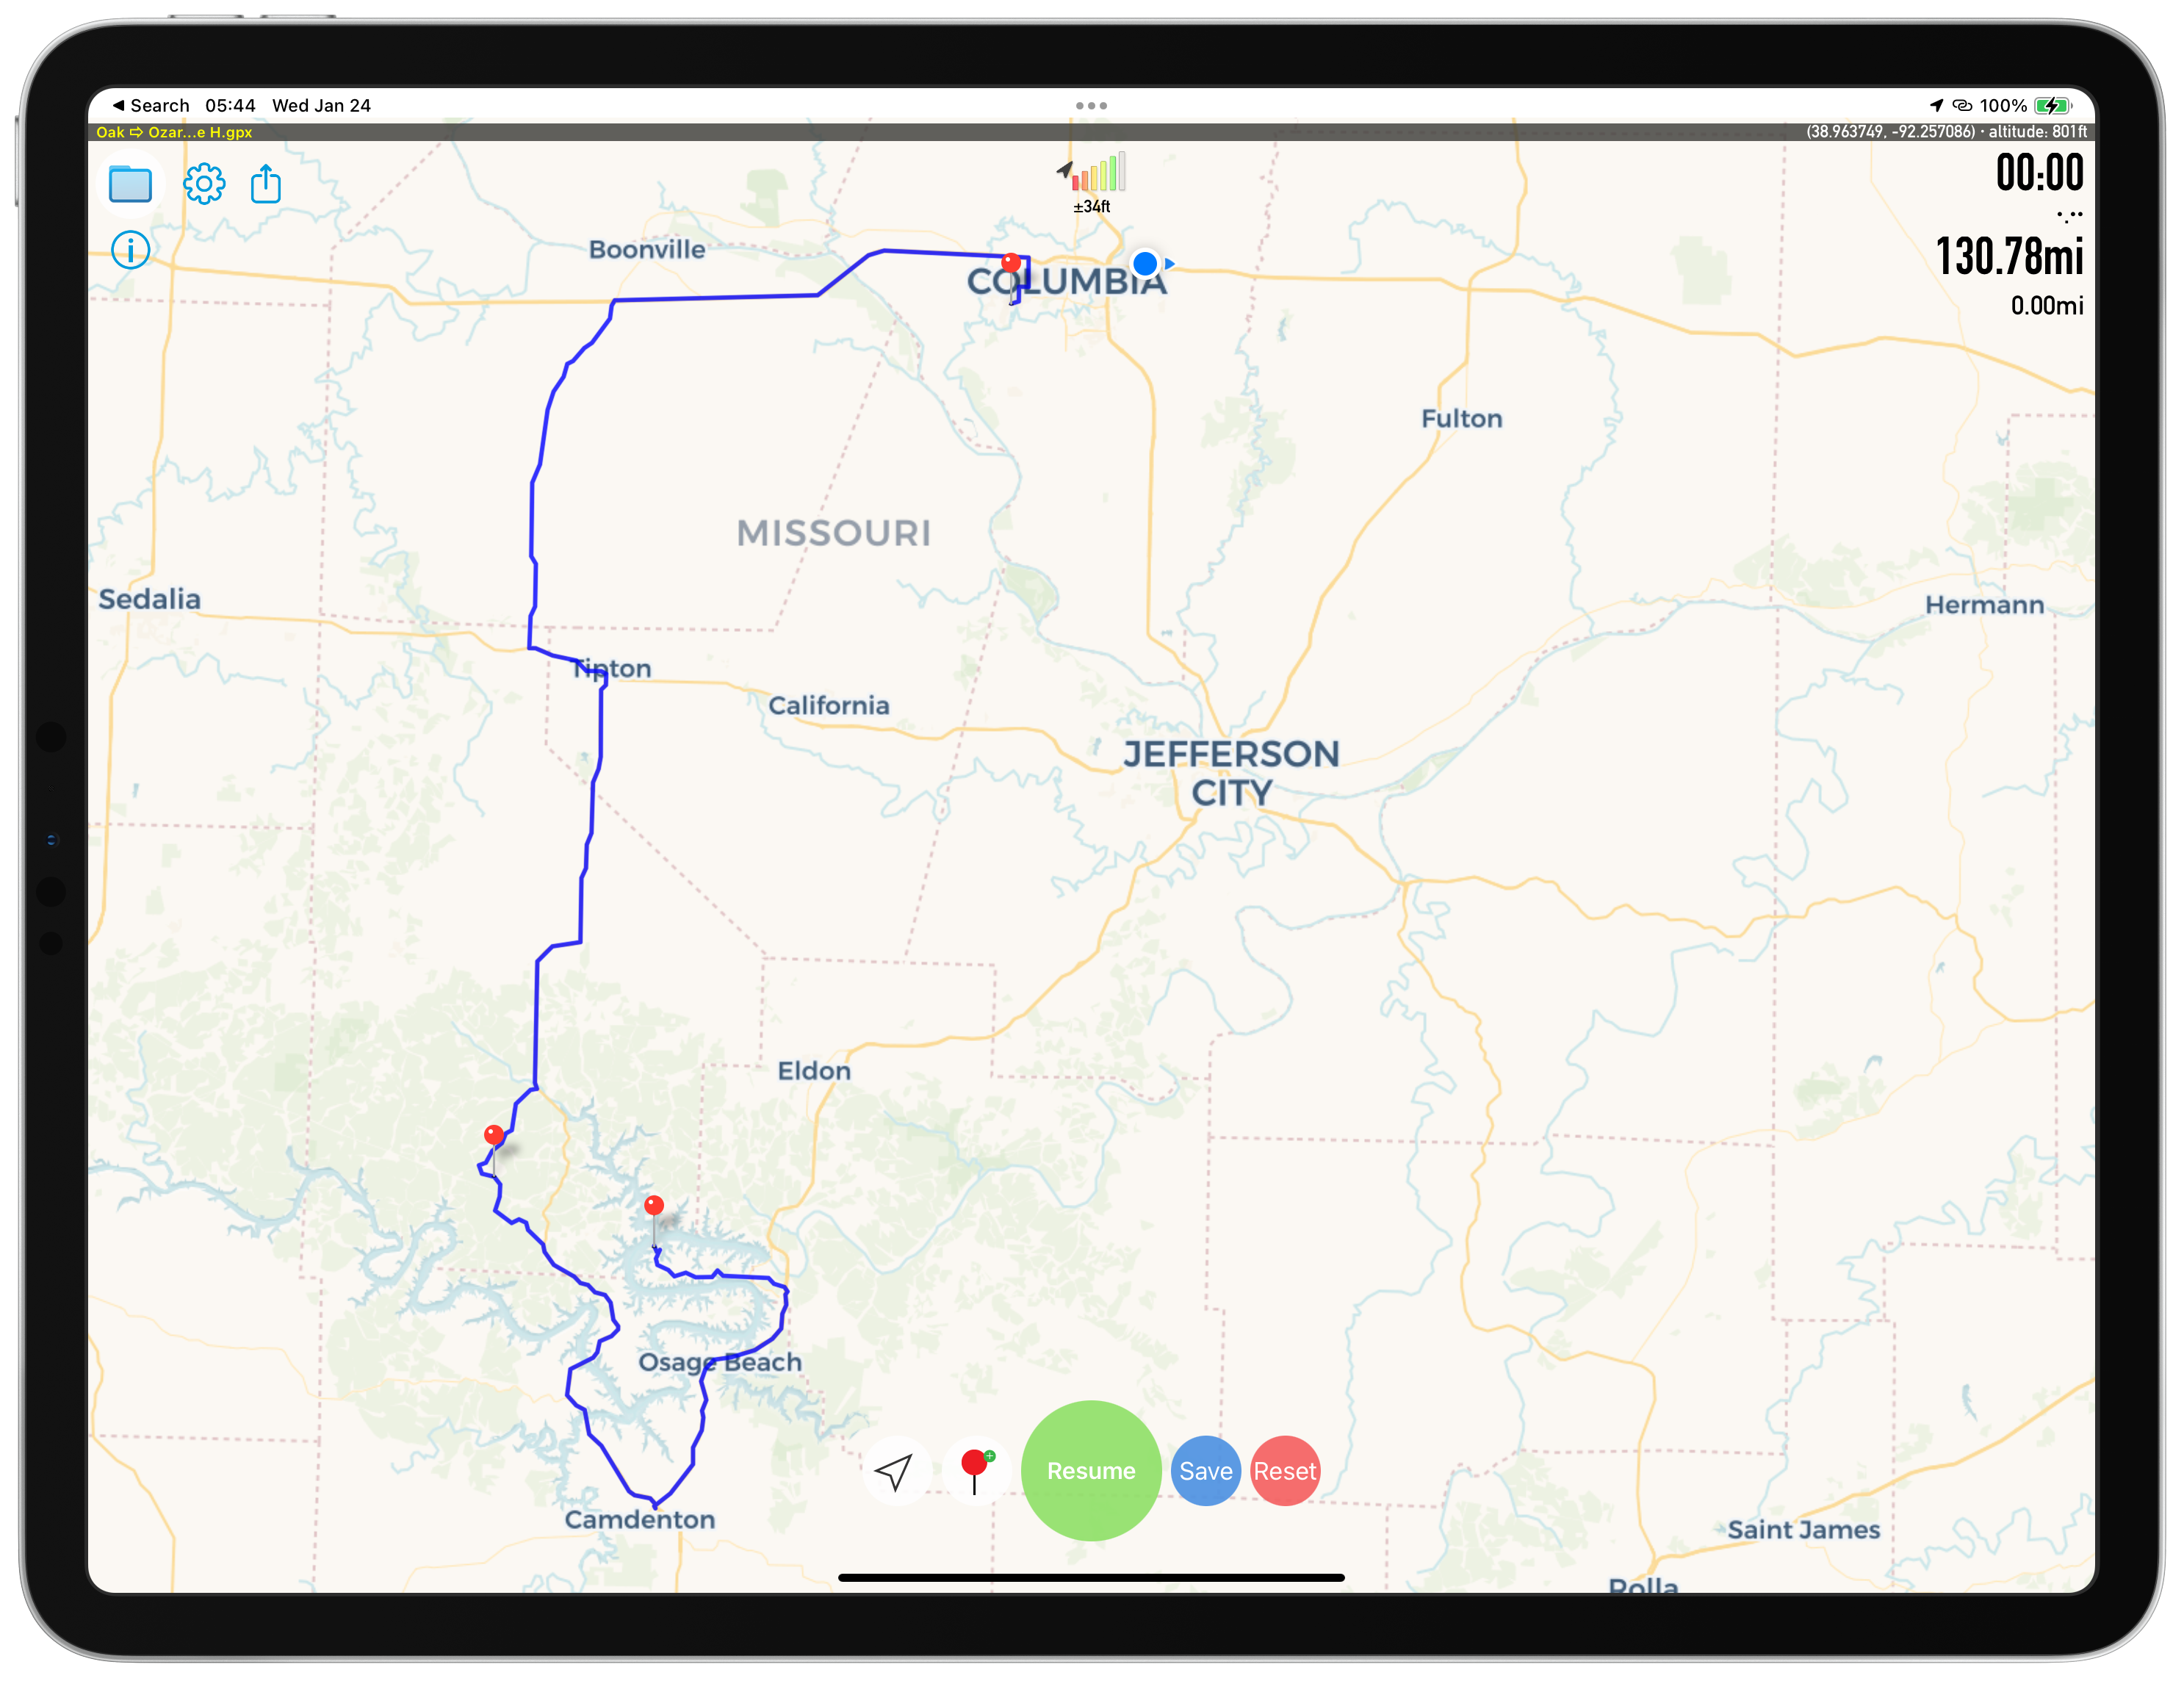 Search 05:44 Wed Jan 24
100%
Oak ⇨ Ozar...e H.gpx
(38.963749, -92.257086) · altitude: 801ft
00:00
±34ft
130.78mi
0.00mi
Boonville
COLUMBIA
Fulton
MISSOURI
Sedalia
Hermann
Tipton
California
JEFFERSON
CITY
Eldon
Osage Beach
Resume
Save
Reset
Camdenton
Saint James
Rolla